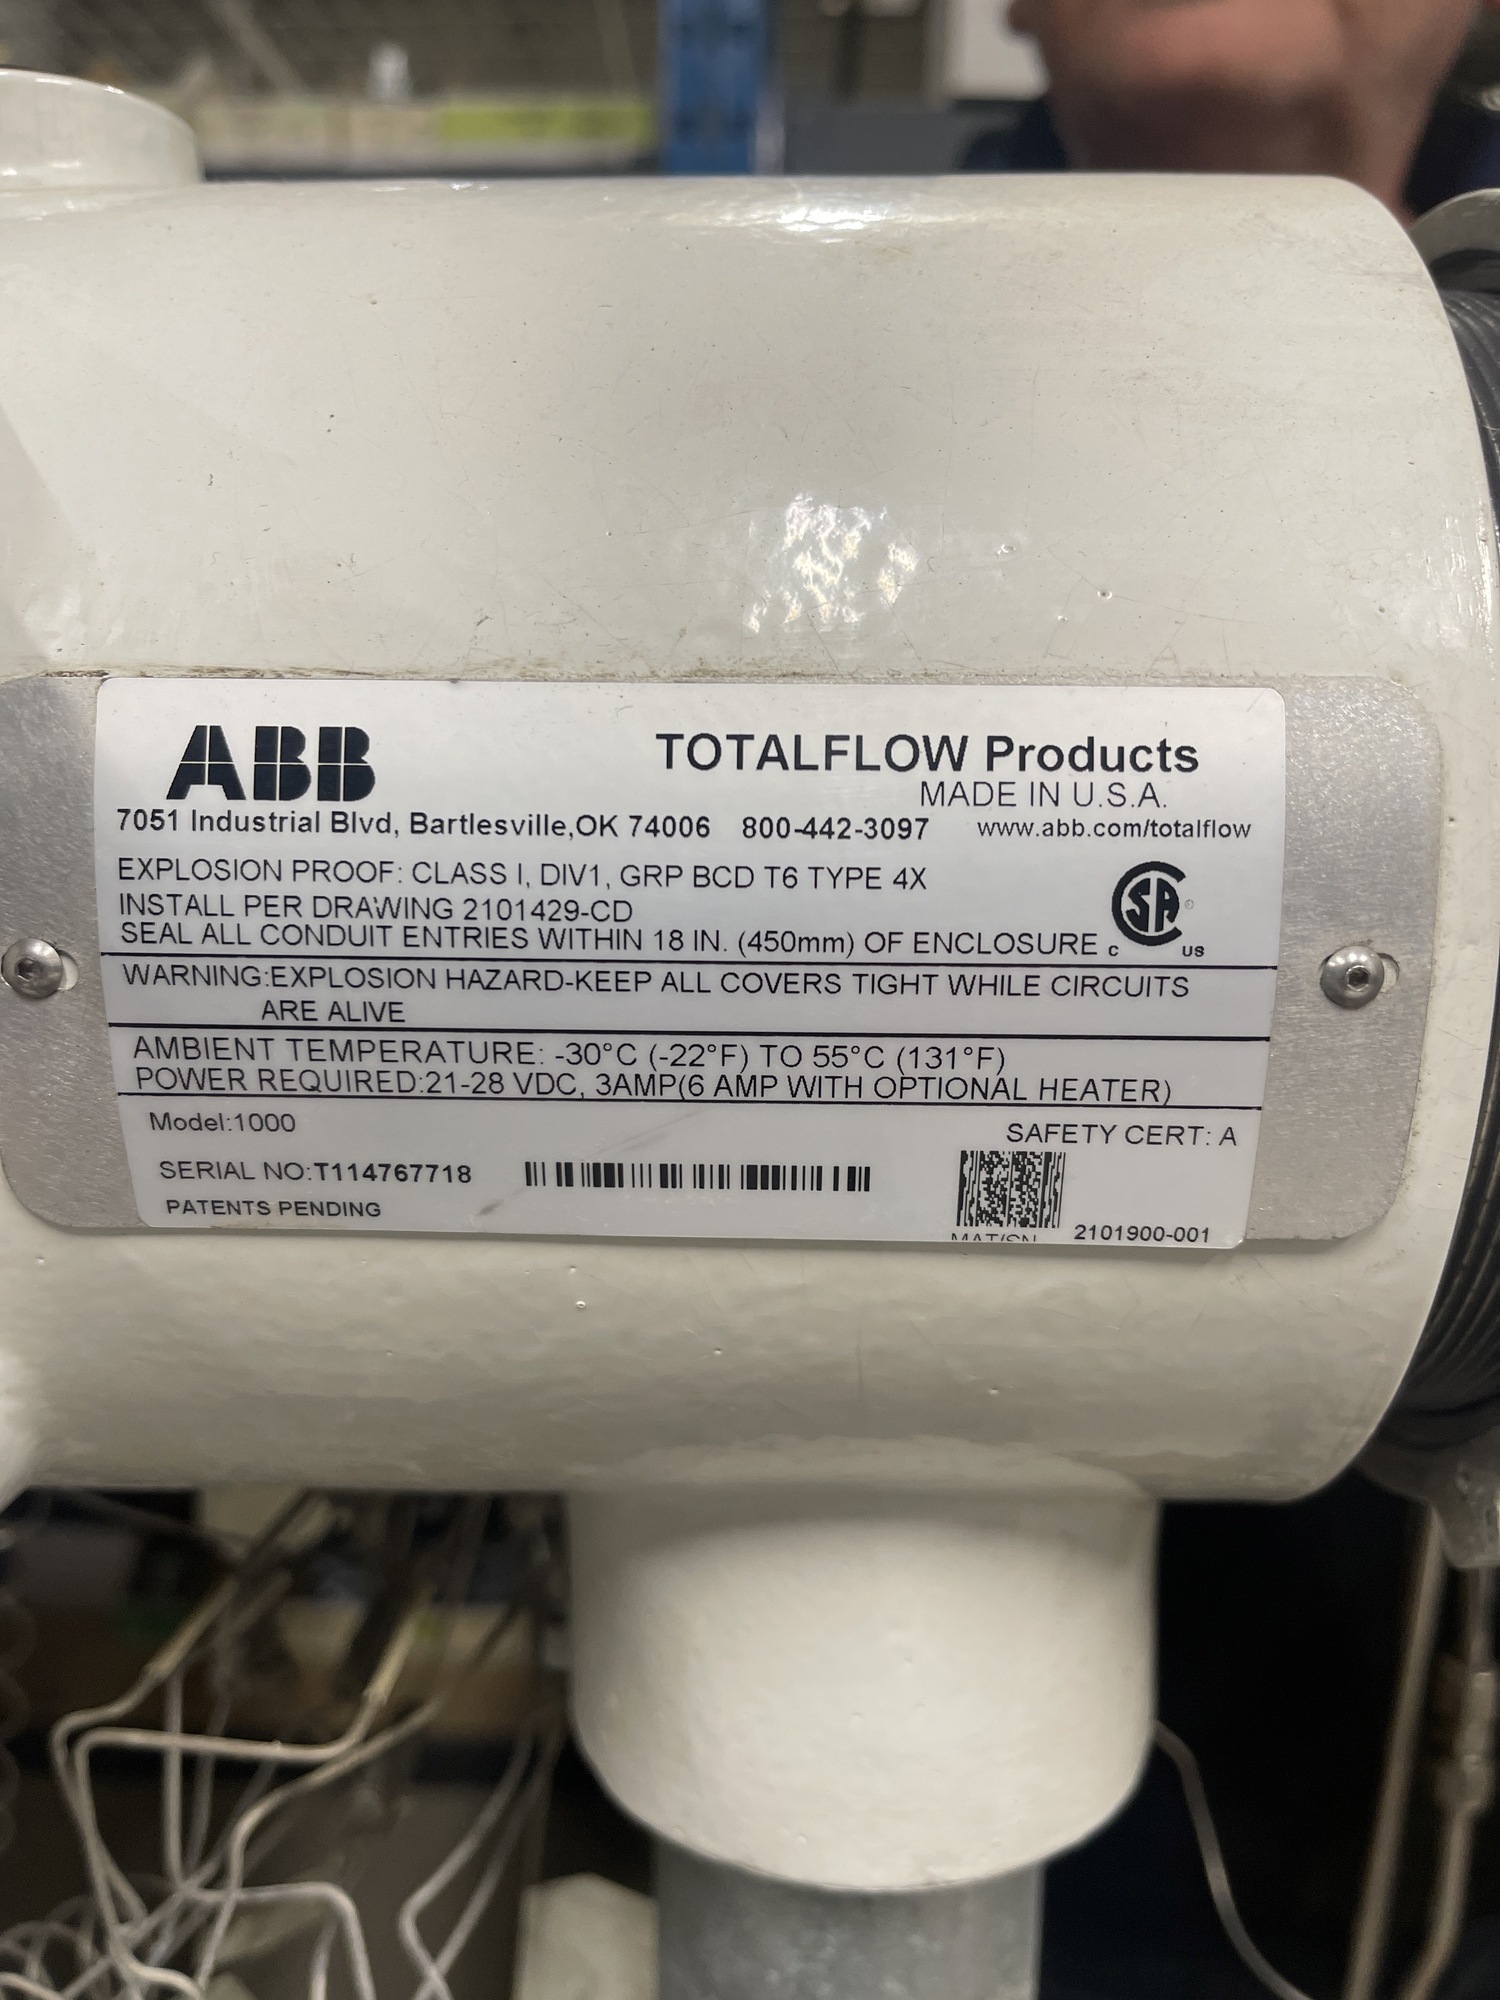 ABB
TOTALFLOW Products
MADE IN U.S.A.
7051 Industrial Blvd, Bartlesville,OK 74006 800-442-3097 www.abb.com/totalflow
EXPLOSION PROOF: CLASS I, DIV1, GRP BCD T6 TYPE 4X
INSTALL PER DRAWING 2101429-CD
SEAL ALL CONDUIT ENTRIES WITHIN 18 IN. (450mm) OF ENCLOSURE
C SA ® US
WARNING:EXPLOSION HAZARD-KEEP ALL COVERS TIGHT WHILE CIRCUITS
ARE ALIVE
AMBIENT TEMPERATURE: -30°C (-22°F) TO 55°C (131°F)
POWER REQUIRED:21-28 VDC, 3AMP(6 AMP WITH OPTIONAL HEATER)
Model:1000
SAFETY CERT: A
SERIAL NO:T114767718
PATENTS PENDING
MAT/SN 2101900-001